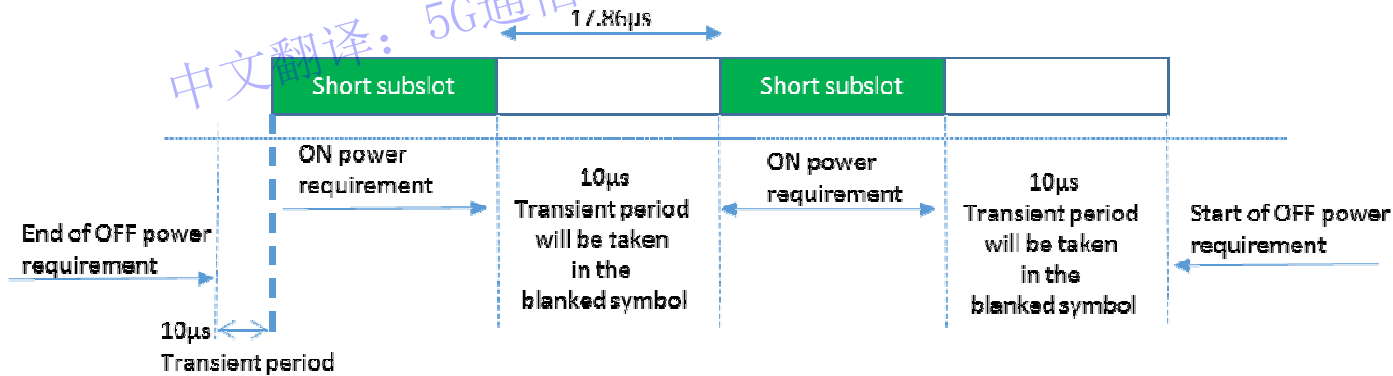 中文翻译：5G通信
17.86µs
Short subslot
Short subslot
ON power
requirement
10µs
Transient period
will be taken
in the
blanked symbol
ON power
requirement
10µs
Transient period
will be taken
in the
blanked symbol
End of OFF power
requirement
Start of OFF power
requirement
10µs
Transient period